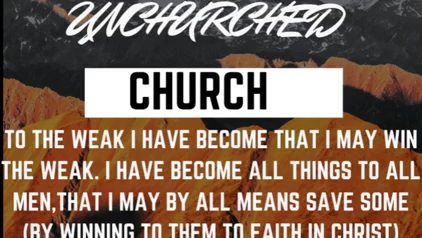 UNCHURCHED
CHURCH
TO THE WEAK I HAVE BECOME THAT I MAY WIN
THE WEAK. I HAVE BECOME ALL THINGS TO ALL
MEN,THAT I MAY BY ALL MEANS SAVE SOME
(BY WINNING TO THEM TO FAITH IN CHRIST)